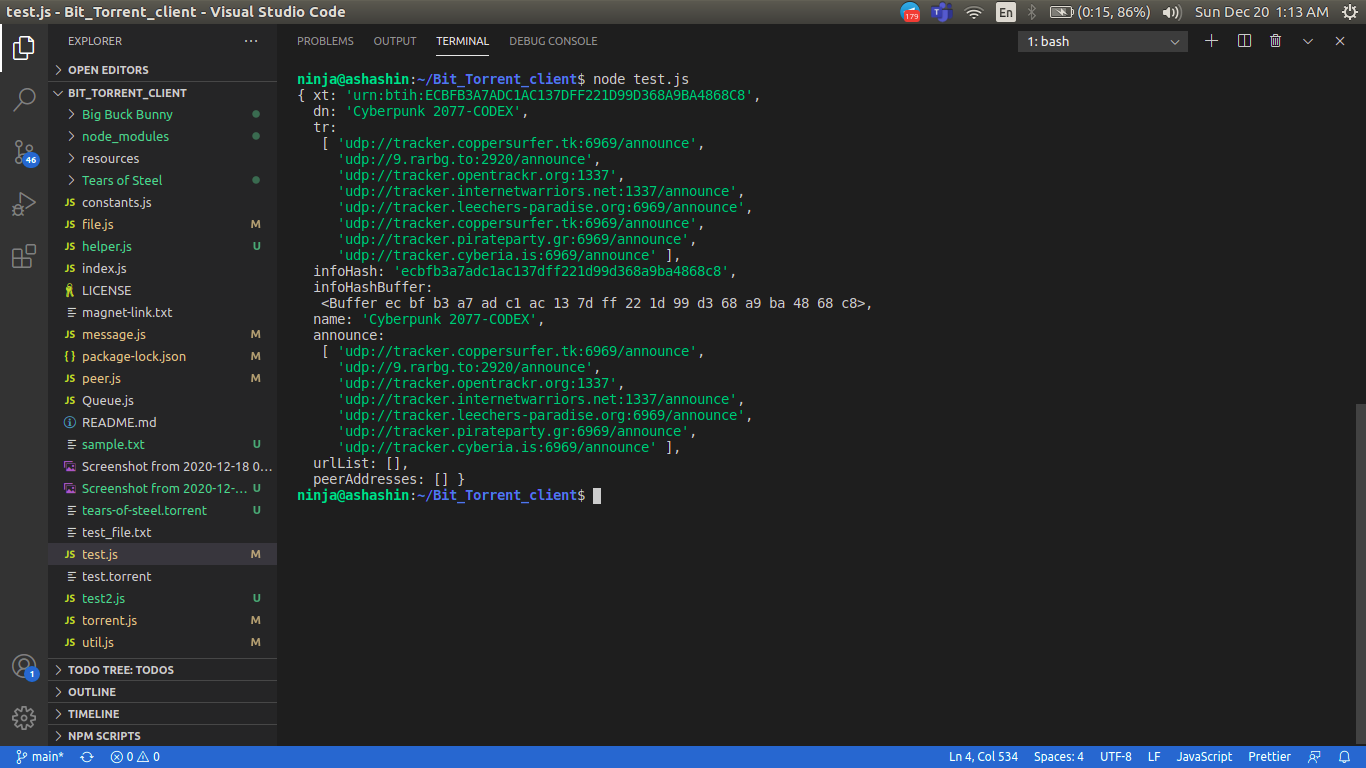 test.js - Bit_Torrent_client - Visual Studio Code
179
En
(0:15, 86%)
Sun Dec 20 1:13 AM
EXPLORER
OPEN EDITORS
BIT_TORRENT_CLIENT
Big Buck Bunny
node_modules
resources
Tears of Steel
constants.js
JS file.js M
JS helper.js U
JS index.js
LICENSE
magnet-link.txt
JS message.js M
{} package-lock.json M
JS peer.js M
JS Queue.js
README.md
sample.txt U
Screenshot from 2020-12-18 0...
Screenshot from 2020-12-... U
tears-of-steel.torrent U
test_file.txt
JS test.js M
test.torrent
JS test2.js U
JS torrent.js M
JS util.js M
TODO TREE: TODOS
OUTLINE
TIMELINE
NPM SCRIPTS
46
1
PROBLEMS OUTPUT TERMINAL DEBUG CONSOLE
1: bash
ninja@ashashin:~/Bit_Torrent_client$ node test.js
{ xt: 'urn:btih:ECBFB3A7ADC1AC137DFF221D99D368A9BA4868C8',
dn: 'Cyberpunk 2077-CODEX',
tr:
[ 'udp://tracker.coppersurfer.tk:6969/announce',
'udp://9.rarbg.to:2920/announce',
'udp://tracker.opentrackr.org:1337',
'udp://tracker.internetwarriors.net:1337/announce',
'udp://tracker.leechers-paradise.org:6969/announce',
'udp://tracker.coppersurfer.tk:6969/announce',
'udp://tracker.pirateparty.gr:6969/announce',
'udp://tracker.cyberia.is:6969/announce' ],
infoHash: 'ecbfb3a7adc1ac137dff221d99d368a9ba4868c8',
infoHashBuffer:
<Buffer ec bf b3 a7 ad c1 ac 13 7d ff 22 1d 99 d3 68 a9 ba 48 68 c8>,
name: 'Cyberpunk 2077-CODEX',
announce:
[ 'udp://tracker.coppersurfer.tk:6969/announce',
'udp://9.rarbg.to:2920/announce',
'udp://tracker.opentrackr.org:1337',
'udp://tracker.internetwarriors.net:1337/announce',
'udp://tracker.leechers-paradise.org:6969/announce',
'udp://tracker.pirateparty.gr:6969/announce',
'udp://tracker.cyberia.is:6969/announce' ],
urlList: [],
peerAddresses: [] }
ninja@ashashin:~/Bit_Torrent_client$
main* 0 0 Ln 4, Col 534 Spaces: 4 UTF-8 LF JavaScript Prettier